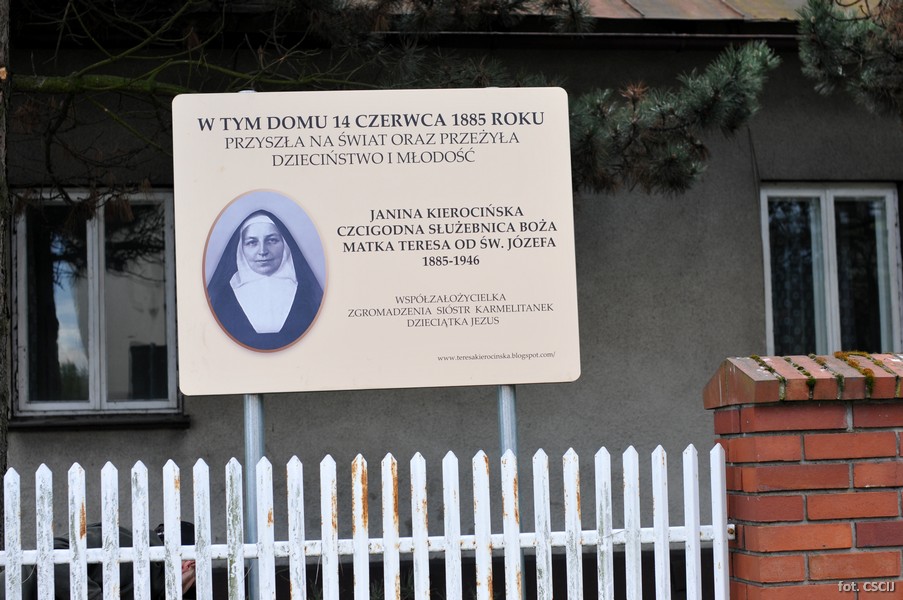 W TYM DOMU 14 CZERWCA 1885 ROKU
PRZYSZŁA NA ŚWIAT ORAZ PRZEŻYŁA
DZIECIŃSTWO I MŁODOŚĆ
JANINA KIEROCIŃSKA
CZCIGODNA SŁUŻEBNICA BOŻA
MATKA TERESA OD ŚW. JÓZEFA
1885-1946
WSPÓŁZAŁOŻYCIELKA
ZGROMADZENIA SIÓSTR KARMELITANEK
DZIECIĄTKA JEZUS
www.teresakierocinska.blogspot.com/
fot. CSCIJ